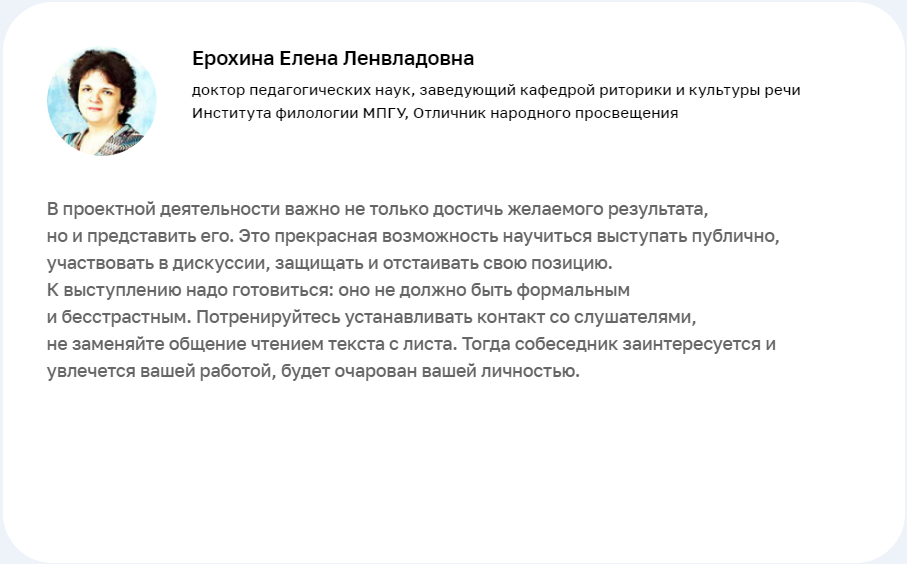 Ерохина Елена Ленвладовна
доктор педагогических наук, заведующий кафедрой риторики и культуры речи
Института филологии МПГУ, Отличник народного просвещения
В проектной деятельности важно не только достичь желаемого результата,
но и представить его. Это прекрасная возможность научиться выступать публично,
участвовать в дискуссии, защищать и отстаивать свою позицию.
К выступлению надо готовиться: оно не должно быть формальным
и бесстрастным. Потренируйтесь устанавливать контакт со слушателями,
не заменяйте общение чтением текста с листа. Тогда собеседник заинтересуется и
увлечется вашей работой, будет очарован вашей личностью.